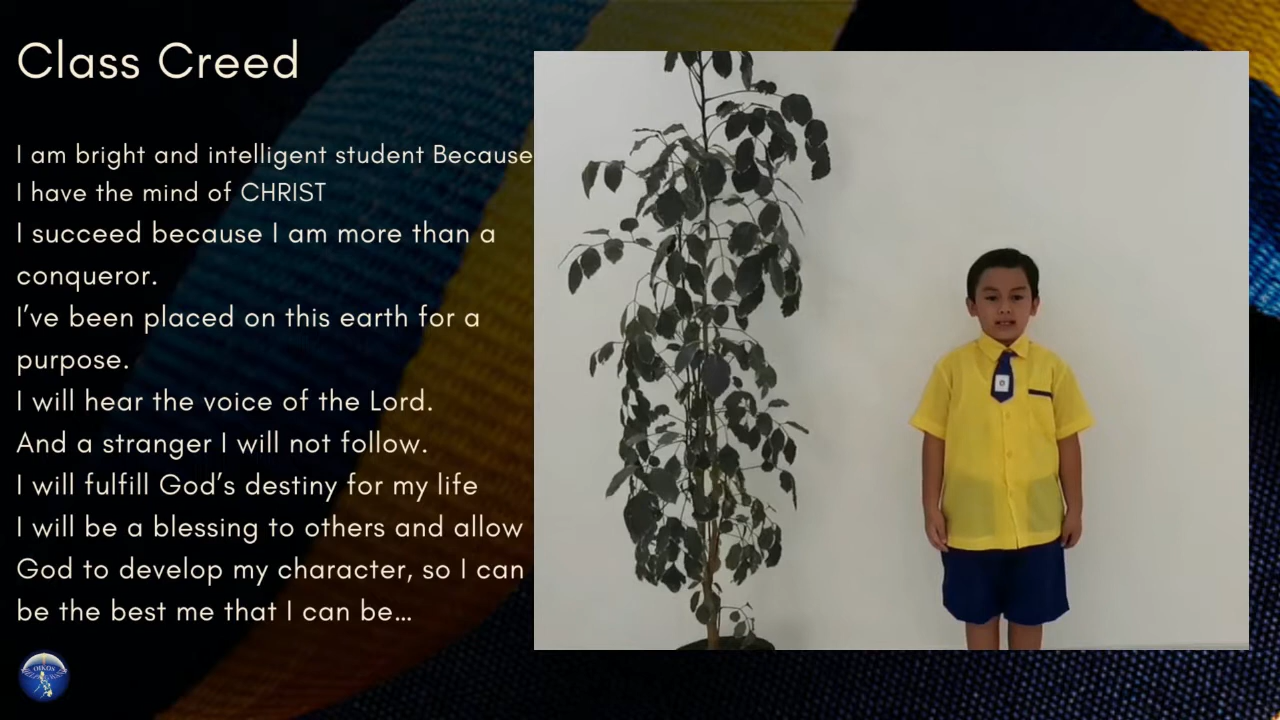 Class Creed
I am bright and intelligent student Because
I have the mind of CHRIST
I succeed because I am more than a
conqueror.
I've been placed on this earth for a
purpose.
I will hear the voice of the Lord.
And a stranger I will not follow.
I will fulfill God's destiny for my life
I will be a blessing to others and allow
God to develop my character, so I can
be the best me that I can be...
OIKOS